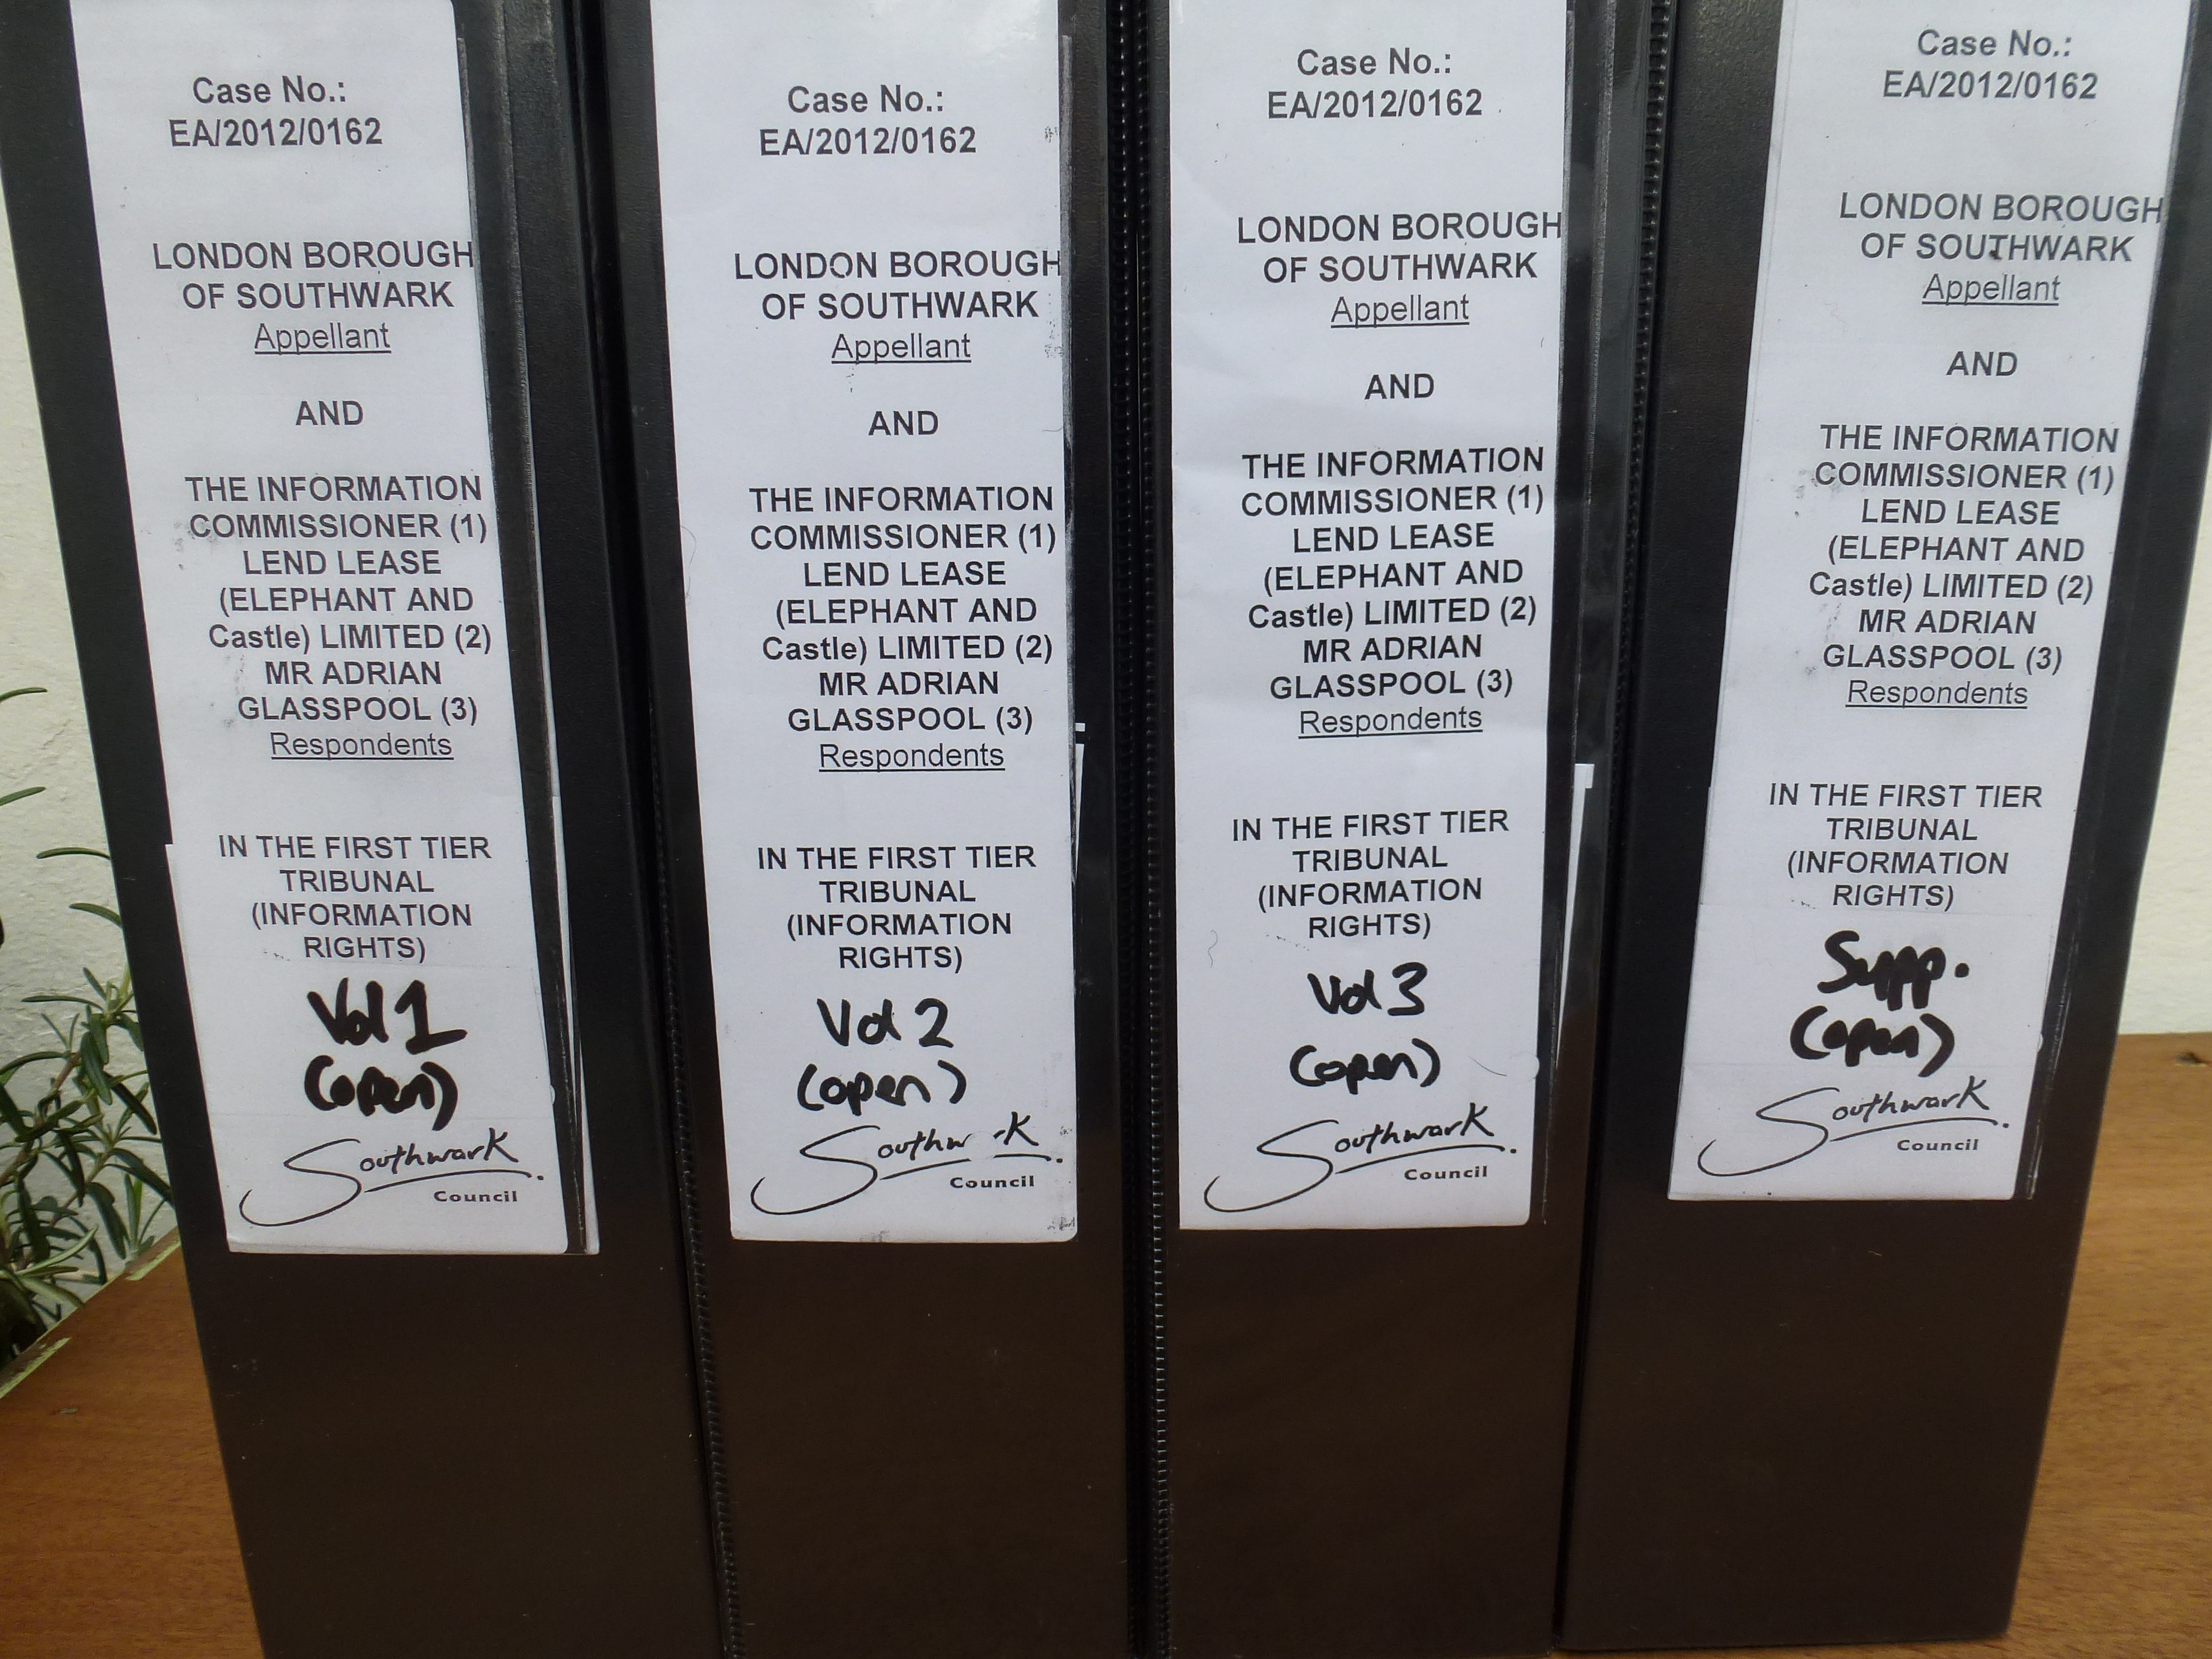 Case No.:
EA/2012/0162
LONDON BOROUGH
OF SOUTHWARK
Appellant
AND
THE INFORMATION
COMMISSIONER (1)
LEND LEASE
(ELEPHANT AND
Castle) LIMITED (2)
MR ADRIAN
GLASSPOOL (3)
Respondents
IN THE FIRST TIER
TRIBUNAL
(INFORMATION
RIGHTS)
Vol 1
(open)
Southwark
Council
Case No.:
EA/2012/0162
LONDON BOROUGH
OF SOUTHWARK
Appellant
AND
THE INFORMATION
COMMISSIONER (1)
LEND LEASE
(ELEPHANT AND
Castle) LIMITED (2)
MR ADRIAN
GLASSPOOL (3)
Respondents
IN THE FIRST TIER
TRIBUNAL
(INFORMATION
RIGHTS)
Vol 2
(open)
Southwark
Council
Case No.:
EA/2012/0162
LONDON BOROUGH
OF SOUTHWARK
Appellant
AND
THE INFORMATION
COMMISSIONER (1)
LEND LEASE
(ELEPHANT AND
Castle) LIMITED (2)
MR ADRIAN
GLASSPOOL (3)
Respondents
IN THE FIRST TIER
TRIBUNAL
(INFORMATION
RIGHTS)
Vol 3
(open)
Southwark
Council
Case No.:
EA/2012/0162
LONDON BOROUGH
OF SOUTHWARK
Appellant
AND
THE INFORMATION
COMMISSIONER (1)
LEND LEASE
(ELEPHANT AND
Castle) LIMITED (2)
MR ADRIAN
GLASSPOOL (3)
Respondents
IN THE FIRST TIER
TRIBUNAL
(INFORMATION
RIGHTS)
Supp.
(open)
Southwark
Council